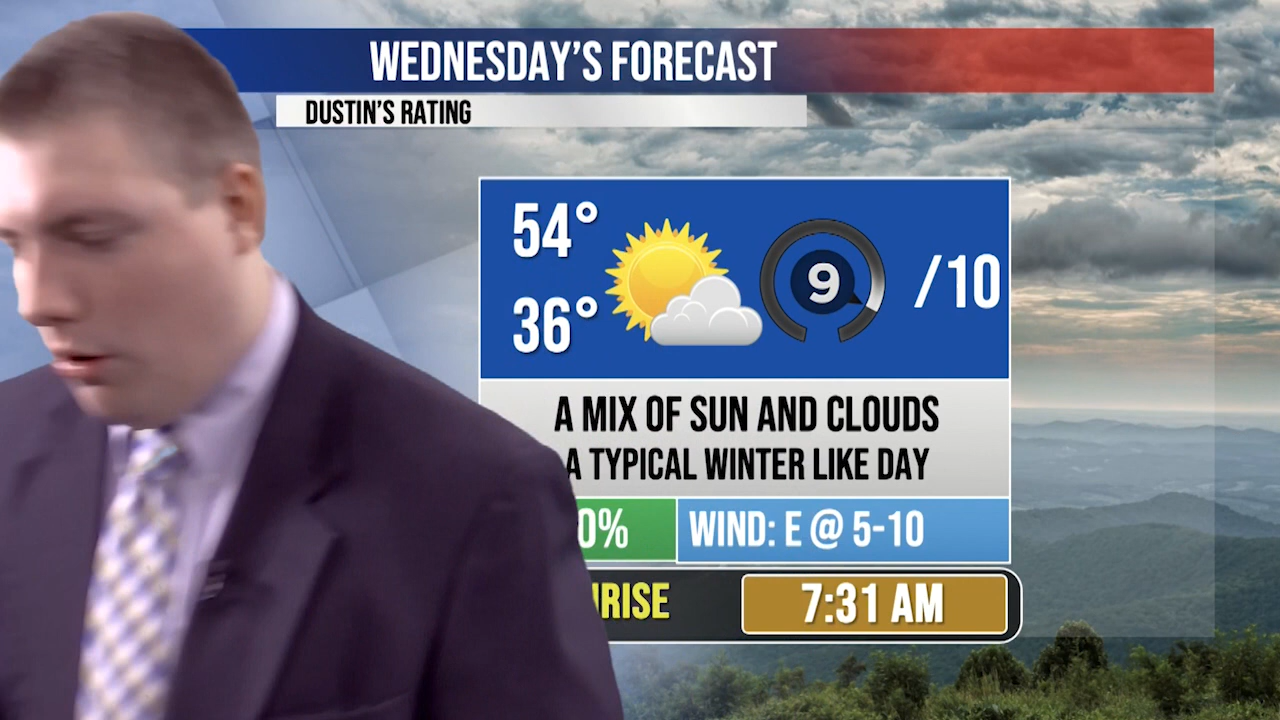 WEDNESDAY'S FORECAST
DUSTIN'S RATING
54°
36°
9 /10
A MIX OF SUN AND CLOUDS
A TYPICAL WINTER LIKE DAY
0% WIND: E @ 5-10
7:31 AM